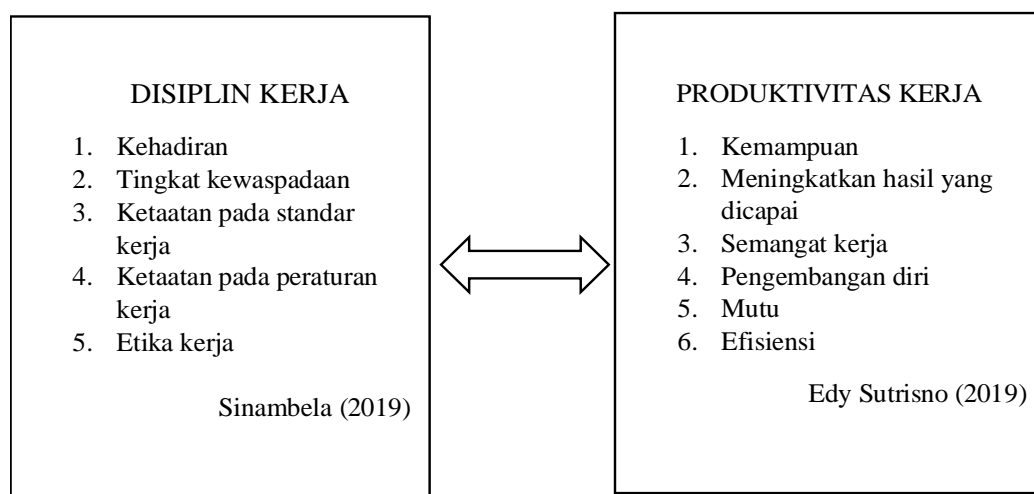 DISIPLIN KERJA
1. Kehadiran
2. Tingkat kewaspadaan
3. Ketaatan pada standar
kerja
4. Ketaatan pada peraturan
kerja
5. Etika kerja
Sinambela (2019)
PRODUKTIVITAS KERJA
1. Kemampuan
2. Meningkatkan hasil yang
dicapai
3. Semangat kerja
4. Pengembangan diri
5. Mutu
6. Efisiensi
Edy Sutrisno (2019)